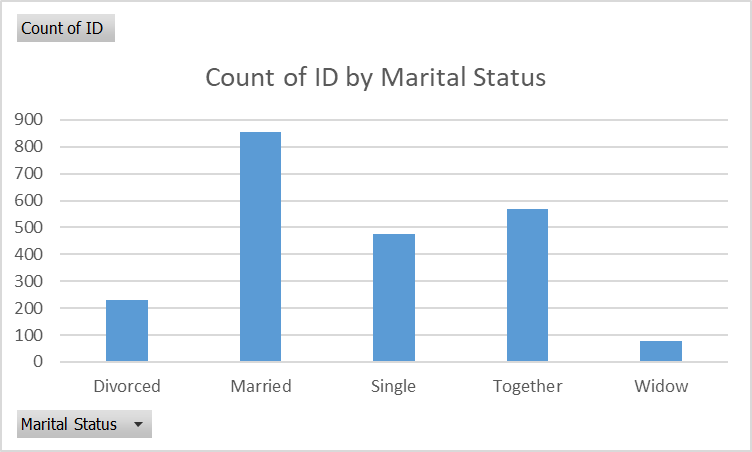 Count of ID
Count of ID by Marital Status
900
800
700
600
500
400
300
200
100
0
Divorced Married Single Together Widow
Marital Status